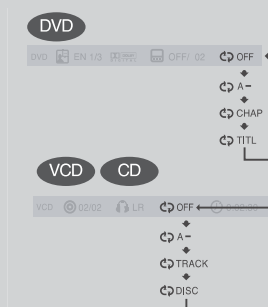 DVD
DVD EN 1/3 OFF/ 02 OFF
A-
CHAP
TITL
VCD CD
VCD 02/02 LR OFF
A-
TRACK
DISC